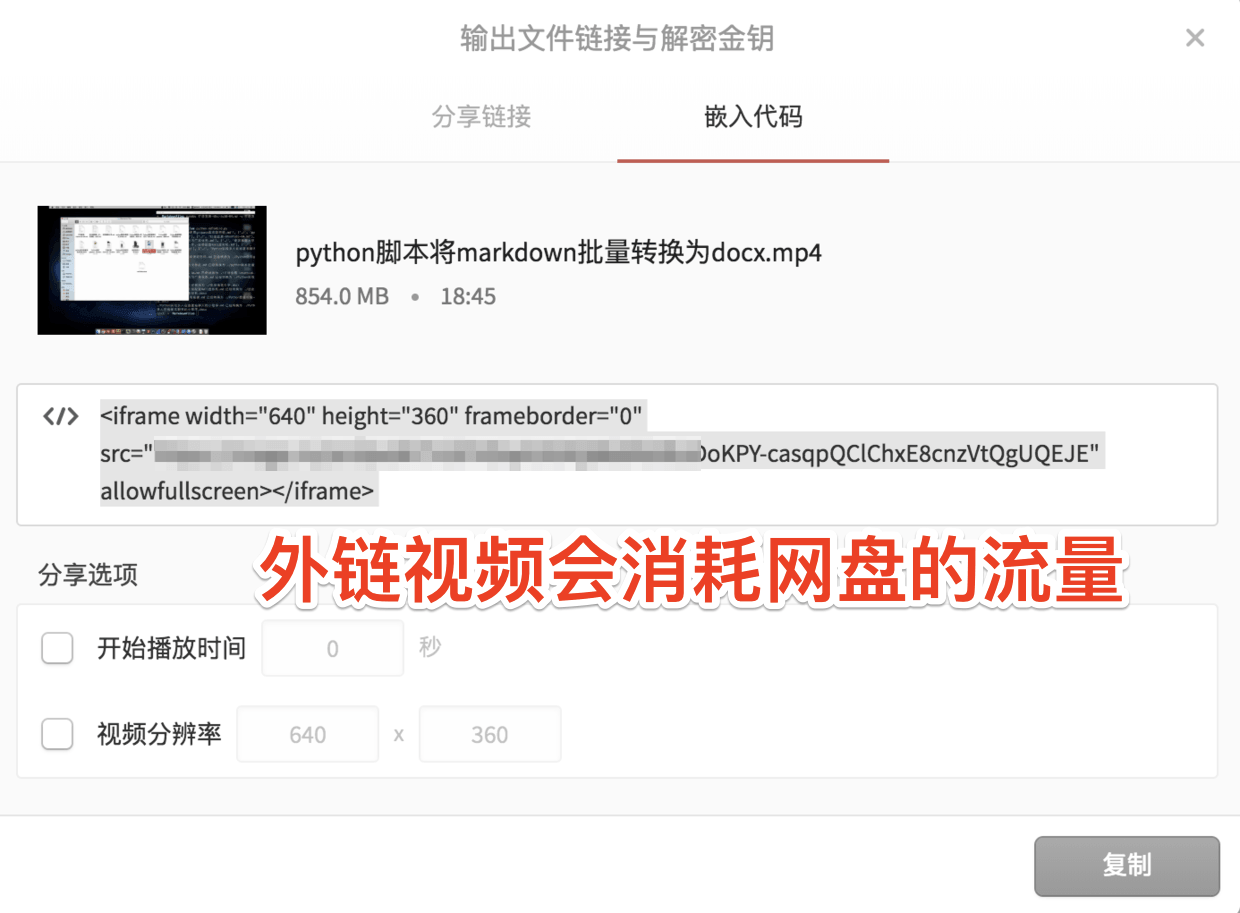 输出文件链接与解密金钥
分享链接
嵌入代码
python脚本将markdown批量转换为docx.mp4
854.0 MB • 18:45
</> <iframe width="640" height="360" frameborder="0"
src="DoKPY-casqpQClChxE8cnzVtQgUQEJE"
allowfullscreen></iframe>
外链视频会消耗网盘的流量
分享选项
开始播放时间 0 秒
视频分辨率 640 x 360
复制